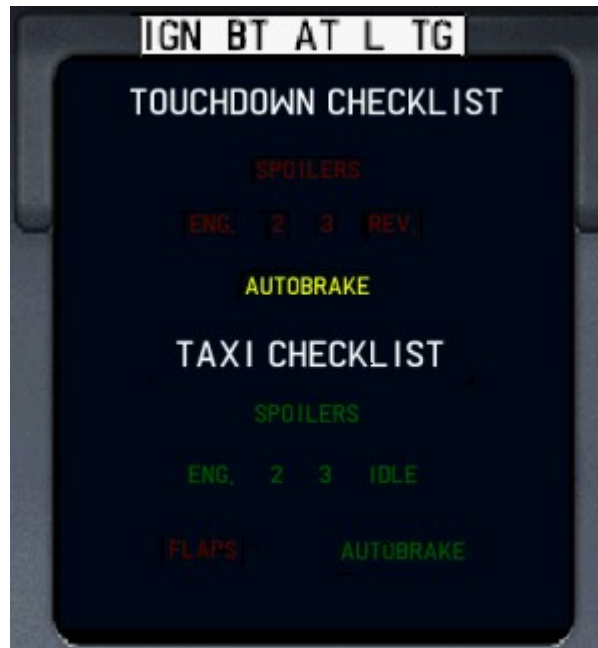 IGN BT AT L TG
TOUCHDOWN CHECKLIST
SPOILERS
ENG. 2 3 REV.
AUTOBRAKE
TAXI CHECKLIST
SPOILERS
ENG. 2 3 IDLE
FLAPS AUTOBRAKE